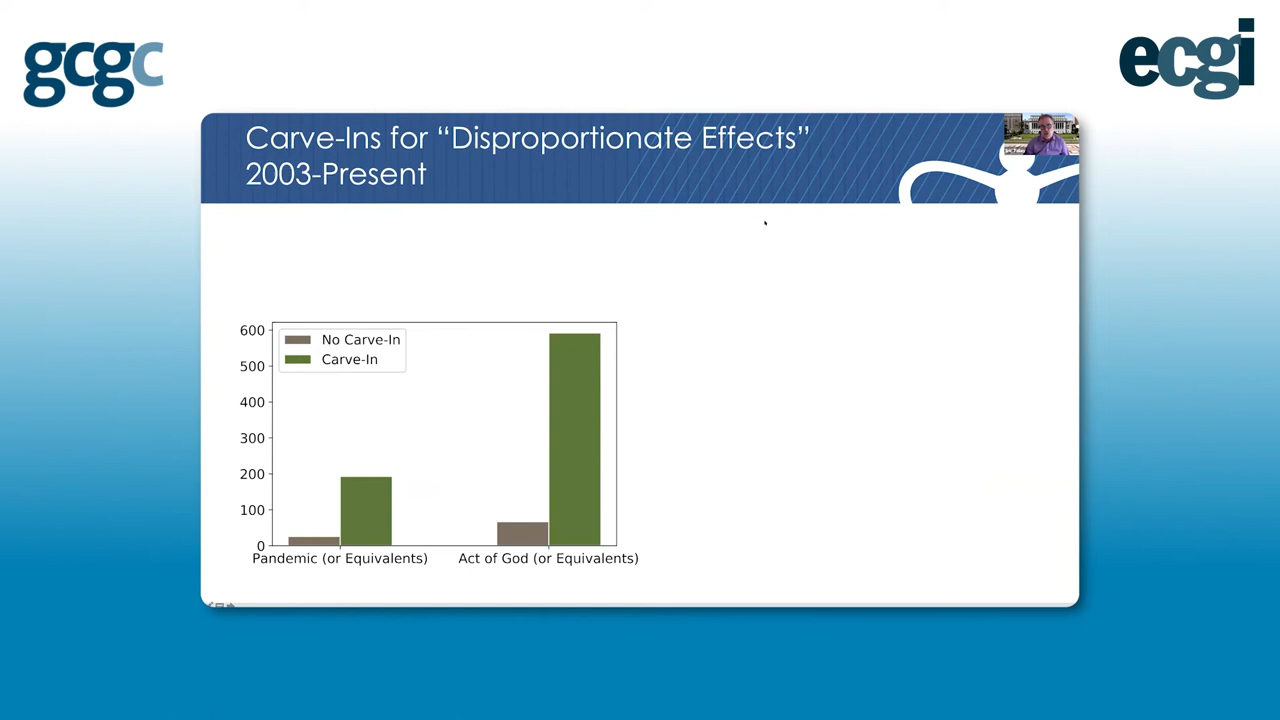 gcgc
ecgi
Carve-Ins for “Disproportionate Effects”
2003-Present
600
500
400
300
200
100
0
No Carve-In
Carve-In
Pandemic (or Equivalents)
Act of God (or Equivalents)